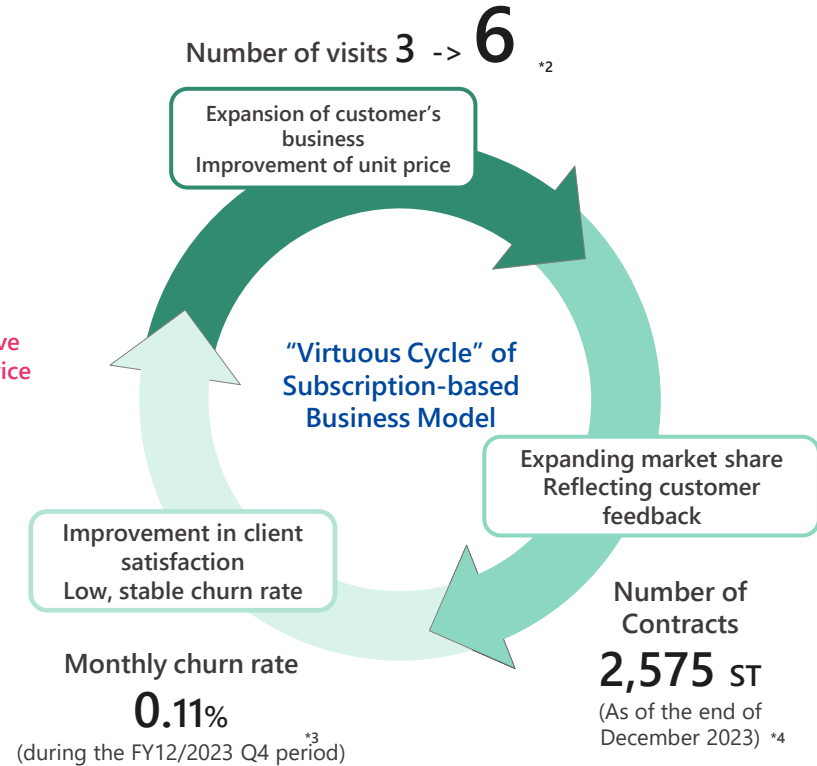 Number of visits 3 -> 6 *2
Expansion of customer's
business
Improvement of unit price
"Virtuous Cycle" of
Subscription-based
Business Model
Expanding market share
Reflecting customer
feedback
Improvement in client
satisfaction
Low, stable churn rate
Number of
Contracts
2,575 ST
(As of the end of
December 2023) *4
Monthly churn rate
0.11%
*3
(during the FY12/2023 Q4 period)